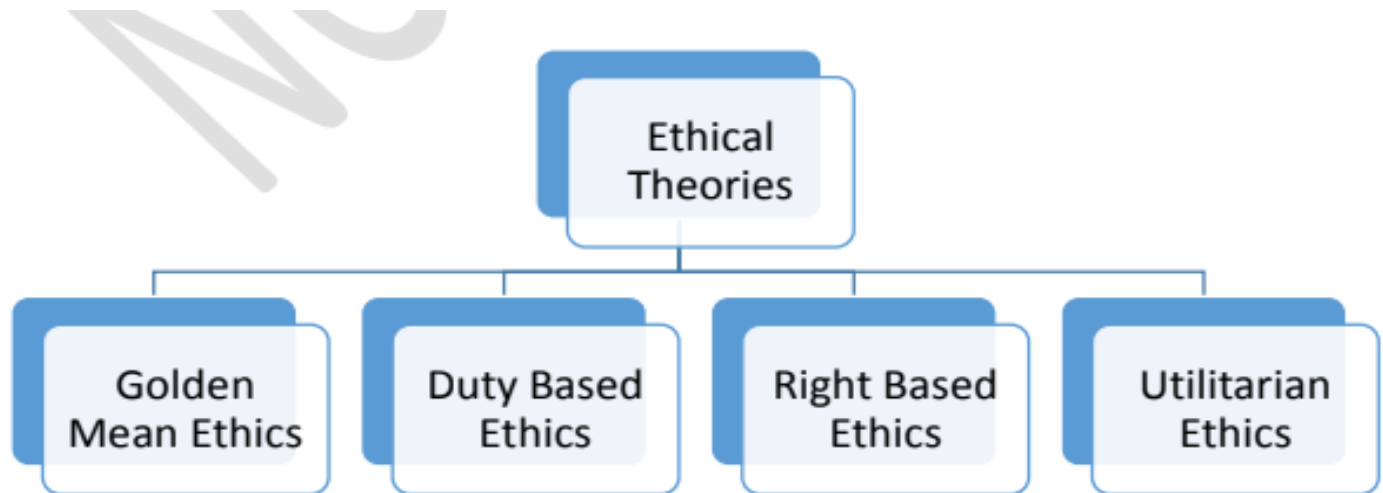 Ethical
Theories
Golden
Mean Ethics
Duty Based
Ethics
Right Based
Ethics
Utilitarian
Ethics